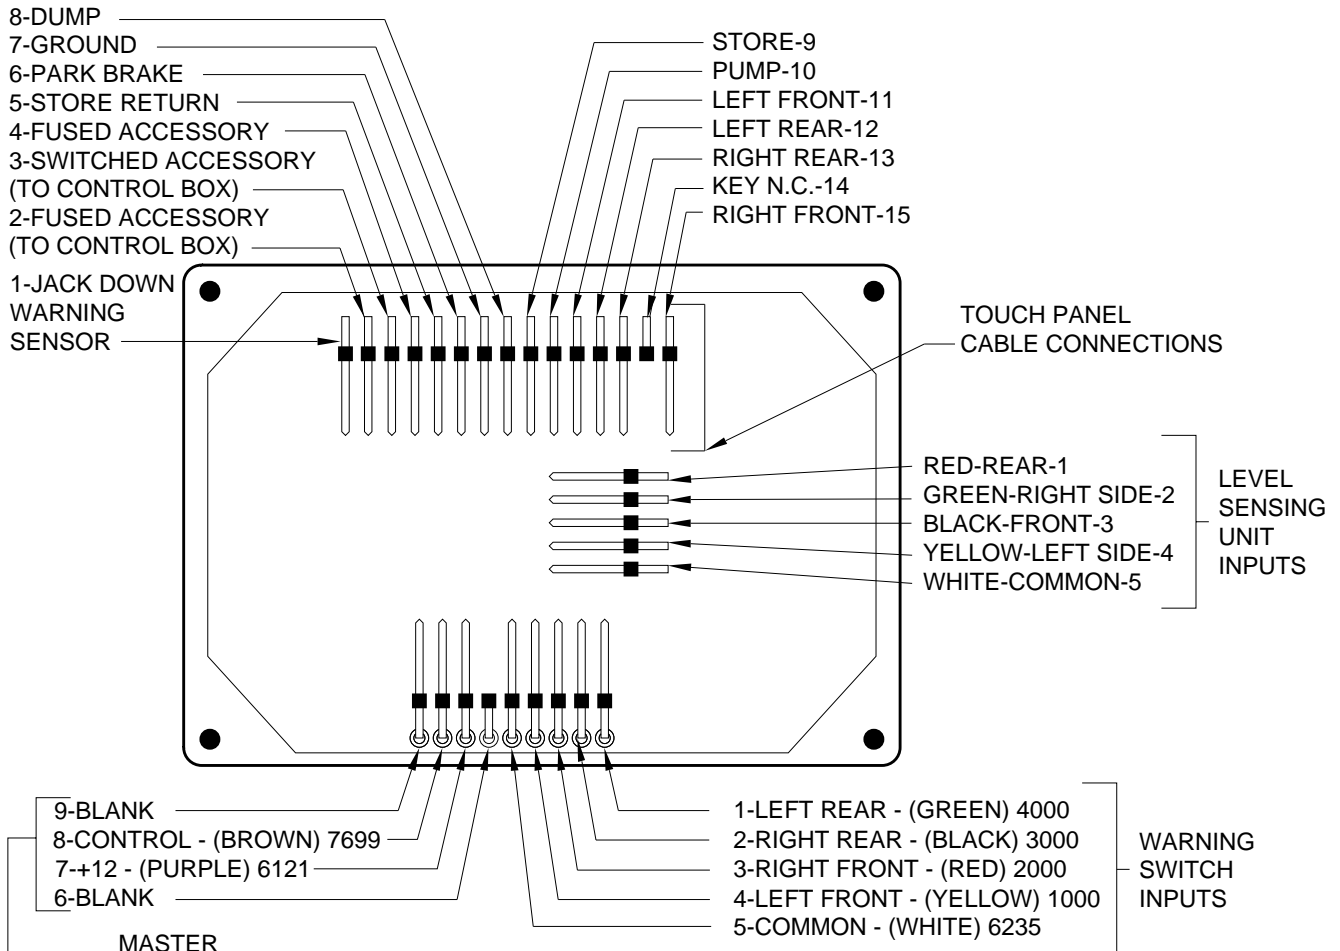 8-DUMP
7-GROUND
6-PARK BRAKE
5-STORE RETURN
4-FUSED ACCESSORY
3-SWITCHED ACCESSORY
(TO CONTROL BOX)
2-FUSED ACCESSORY
(TO CONTROL BOX)
1-JACK DOWN
WARNING
SENSOR
STORE-9
PUMP-10
LEFT FRONT-11
LEFT REAR-12
RIGHT REAR-13
KEY N.C.-14
RIGHT FRONT-15
TOUCH PANEL
CABLE CONNECTIONS
RED-REAR-1
GREEN-RIGHT SIDE-2
BLACK-FRONT-3
YELLOW-LEFT SIDE-4
WHITE-COMMON-5
LEVEL
SENSING
UNIT
INPUTS
9-BLANK
8-CONTROL - (BROWN) 7699
7-+12 - (PURPLE) 6121
6-BLANK
MASTER
1-LEFT REAR - (GREEN) 4000
2-RIGHT REAR - (BLACK) 3000
3-RIGHT FRONT - (RED) 2000
4-LEFT FRONT - (YELLOW) 1000
5-COMMON - (WHITE) 6235
WARNING
SWITCH
INPUTS